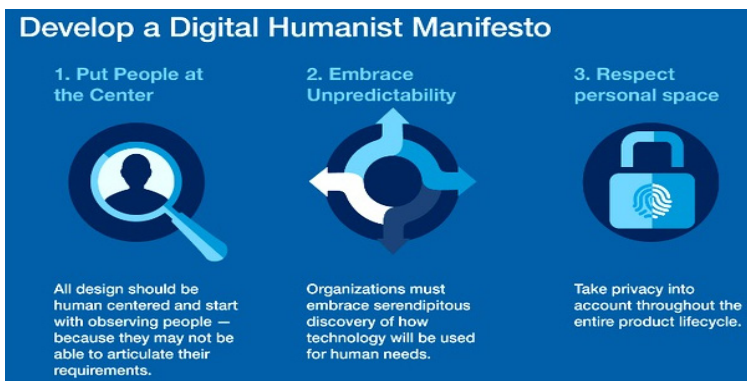 Develop a Digital Humanist Manifesto
1. Put People at
the Center
All design should be
human centered and start
with observing people —
because they may not be
able to articulate their
requirements.
2. Embrace
Unpredictability
Organizations must
embrace serendipitous
discovery of how
technology will be used
for human needs.
3. Respect
personal space
Take privacy into
account throughout the
entire product lifecycle.